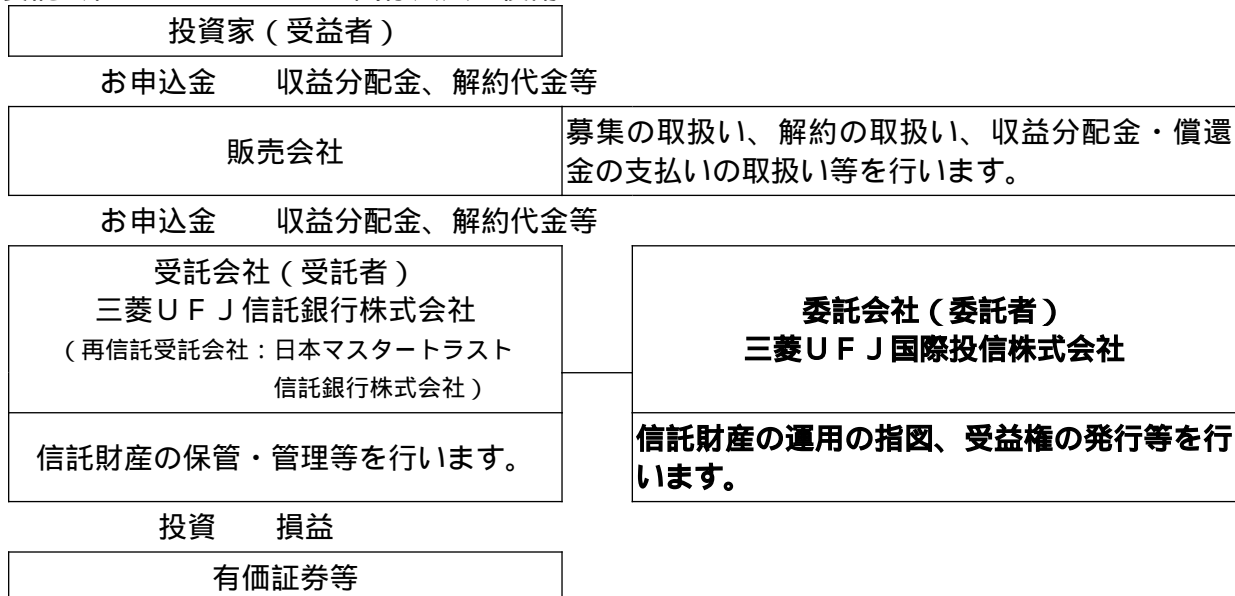 投資家（受益者）
お申込金　　収益分配金、解約代金等
販売会社
募集の取扱い、解約の取扱い、収益分配金・償還
金の支払いの取扱い等を行います。
お申込金　　収益分配金、解約代金等
受託会社（受託者）
三菱ＵＦＪ信託銀行株式会社
（再信託受託会社：日本マスタートラスト
信託銀行株式会社）
委託会社（委託者）
三菱ＵＦＪ国際投信株式会社
信託財産の保管・管理等を行います。
信託財産の運用の指図、受益権の発行等を行
います。
投資　　損益
有価証券等